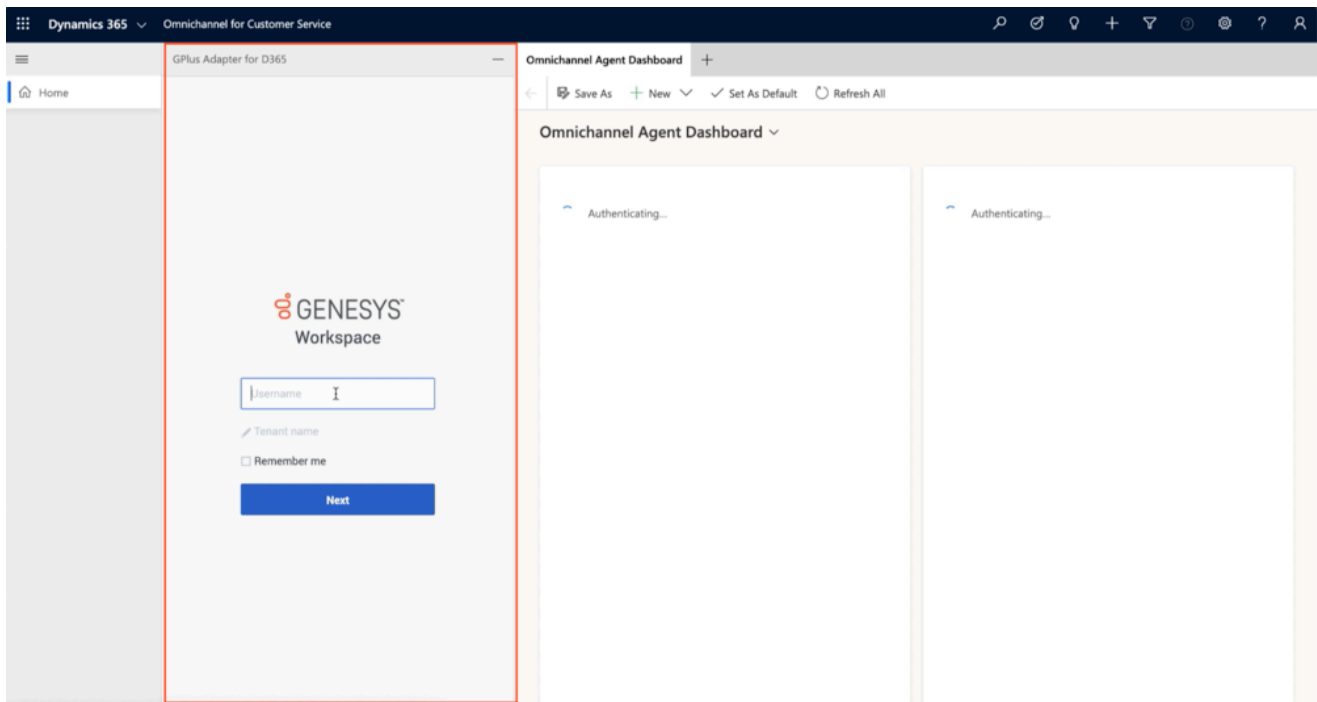 Dynamics 365 Omnichannel for Customer Service
GPlus Adapter for D365
Home
GENESYS™
Workspace
Username
Tenant name
Remember me
Next
Omnichannel Agent Dashboard
Save As New Set As Default Refresh All
Omnichannel Agent Dashboard
Authenticating...
Authenticating...